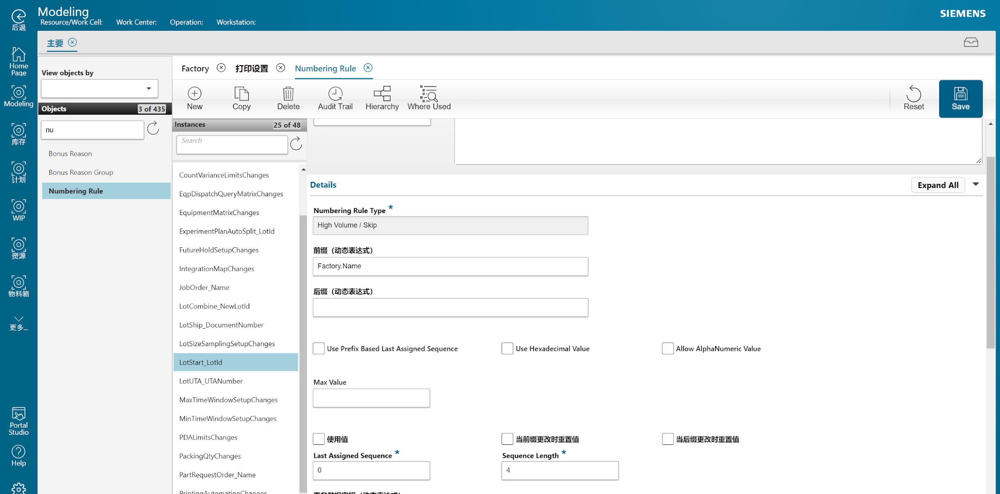 后退
Modeling
Resource/Work Cell:
Work Center:
Operation:
Workstation:
SIEMENS
主要
Home
Page
Modeling
库存
计划
WIP
资源
物料箱
更多...
Portal
Studio
Help
View objects by
Objects
3 of 435
nu
Bonus Reason
Bonus Reason Group
Numbering Rule
Factory
打印设置
Numbering Rule
New
Copy
Delete
Audit Trail
Hierarchy
Where Used
Reset
Save
Instances
25 of 48
Search
CountVarianceLimitsChanges
EqpDispatchQueryMatrixChanges
EquipmentMatrixChanges
ExperimentPlanAutoSplit_LotId
FutureHoldSetupChanges
IntegrationMapChanges
JobOrder_Name
LotCombine_NewLotId
LotShip_DocumentNumber
LotSizeSamplingSetupChanges
LotStart_LotId
LotUTA_UTANumber
MaxTimeWindowSetupChanges
MinTimeWindowSetupChanges
PDALimitsChanges
PackingQtyChanges
PartRequestOrder_Name
PrintingAutomationChanges
Details
Expand All
Numbering Rule Type *
High Volume / Skip
前缀（动态表达式）
Factory.Name
后缀（动态表达式）
Use Prefix Based Last Assigned Sequence
Use Hexadecimal Value
Allow AlphaNumeric Value
Max Value
使用值
当前缀更改时重置值
当后缀更改时重置值
Last Assigned Sequence *
Sequence Length *
0
4